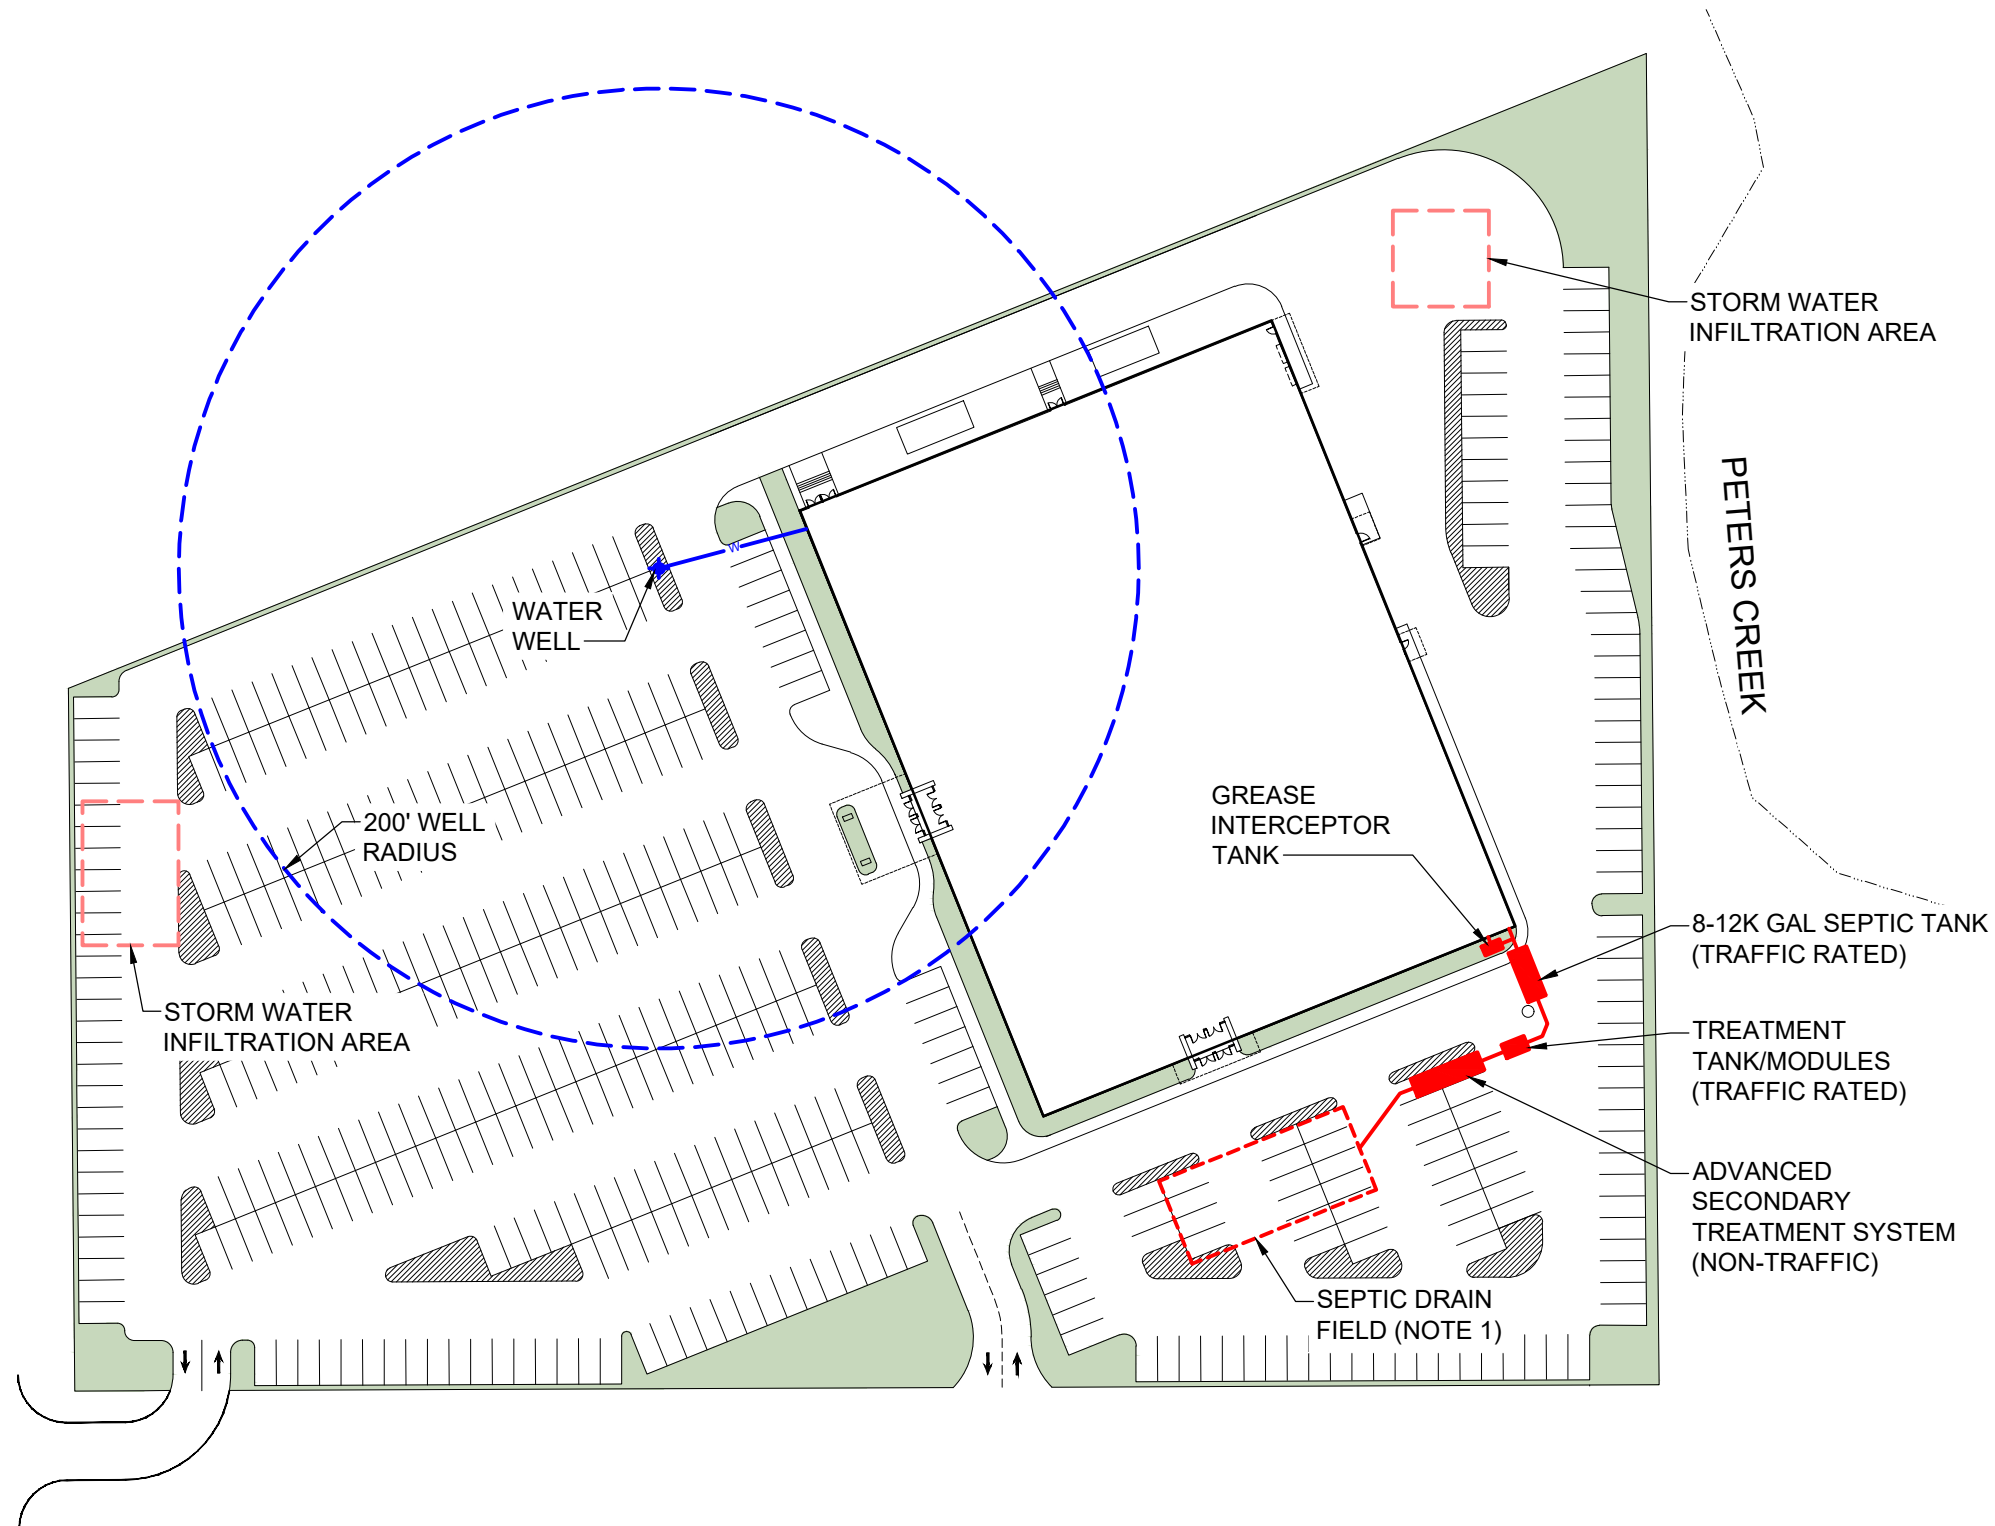 STORM WATER
INFILTRATION AREA
PETERS CREEK
W
WATER
WELL
200' WELL
RADIUS
GREASE
INTERCEPTOR
TANK
8-12K GAL SEPTIC TANK
(TRAFFIC RATED)
STORM WATER
INFILTRATION AREA
TREATMENT
TANK/MODULES
(TRAFFIC RATED)
ADVANCED
SECONDARY
TREATMENT SYSTEM
(NON-TRAFFIC)
SEPTIC DRAIN
FIELD (NOTE 1)